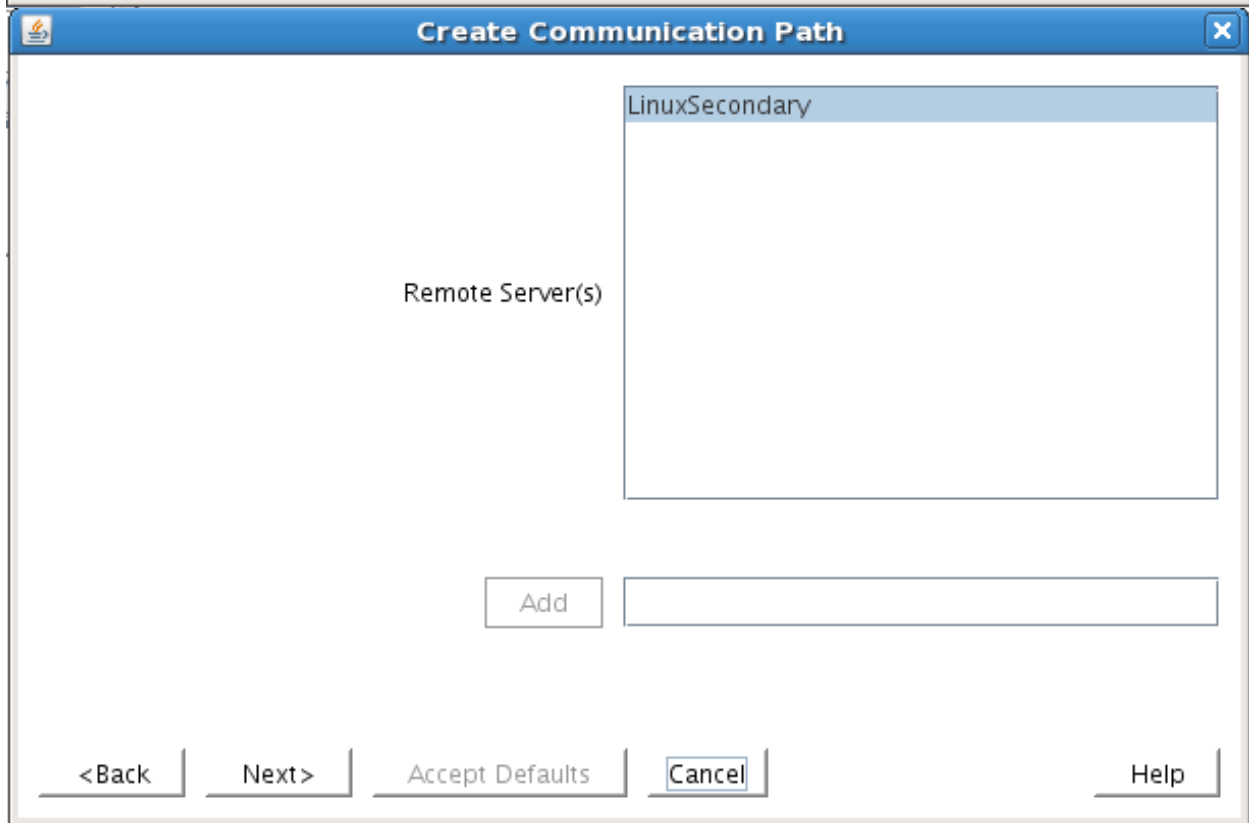 Create Communication Path
LinuxSecondary
Remote Server(s)
Add
<Back
Next>
Accept Defaults
Cancel
Help